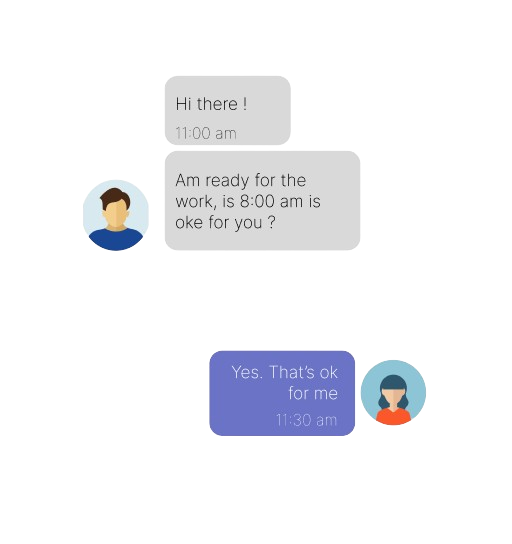 Hi there !
11:00 am
Am ready for the
work, is 8:00 am is
oke for you ?
Yes. That's ok
for me
11:30 am